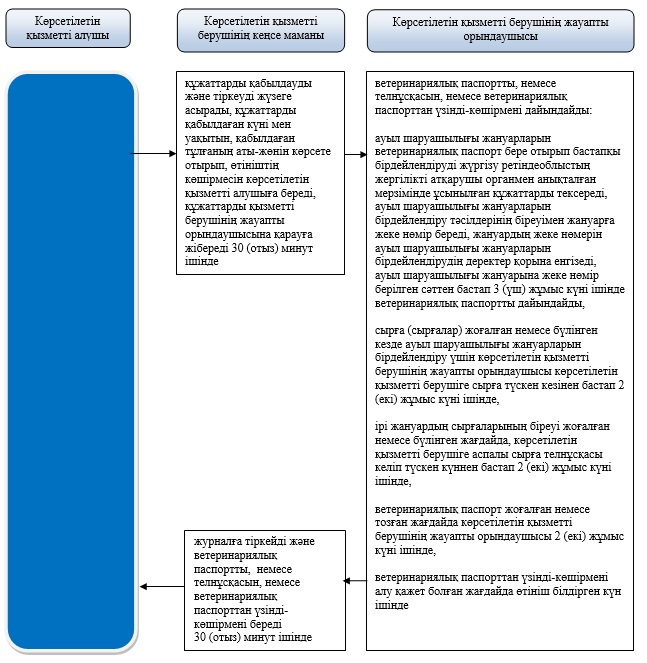 Көрсетілетін
қызметті алушы
Көрсетілетін қызметті
берушінің кеңсе маманы
Көрсетілетін қызметті берушінің жауапты
орындаушысы
құжаттарды қабылдауды
және тіркеуді жүзеге
асырады, құжаттарды
қабылдаған күні мен
уақытын, қабылдаған
тұлғаның аты-жөнін көрсете
отырып, өтініштің
көшірмесін көрсетілетін
қызметті алушыға береді,
құжаттарды қызметті
берушінің жауапты
орындаушысына қарауға
жібереді 30 (отыз) минут
ішінде
ветеринариялық паспортты, немесе
телнұсқасын, немесе ветеринариялық
паспорттан үзінді-көшірмені дайындайды:
ауыл шаруашылығы жануарларын
ветеринариялық паспорт бере отырып бастапқы
бірдейлендіруді жүргізу ретіндеоблыстың
жергілікті атқарушы органмен анықталған
мерзімінде ұсынылған құжаттарды тексереді,
ауыл шаруашылығы жануарларын
бірдейлендіру тәсілдерінің біреуімен жануарға
жеке нөмір береді, жануардың жеке нөмерін
ауыл шаруашылығы жануарларын
бірдейлендірудің деректер қорына енгізеді,
ауыл шаруашылығы жануарына жеке нөмір
берілген сәттен бастап 3 (үш) жұмыс күні ішінде
ветеринариялық паспортты дайындайды,
сырға (сырғалар) жоғалған немесе бүлінген
кезде ауыл шаруашылығы жануарларын
бірдейлендіру үшін көрсетілетін қызметті
берушінің жауапты орындаушысы көрсетілетін
қызметті берушіге сырға түскен кезінен бастап 2
(екі) жұмыс күні ішінде,
ірі жануардың сырғаларының біреуі жоғалған
немесе бүлінген жағдайда, көрсетілетін
қызметті берушіге аспалы сырға телнұсқасы
келіп түскен күннен бастап 2 (екі) жұмыс күні
ішінде,
ветеринариялық паспорт жоғалған немесе
тозған жағдайда көрсетілетін қызметті
берушінің жауапты орындаушысы 2 (екі) жұмыс
күні ішінде,
ветеринариялық паспорттан үзінді-көшірмені
алу қажет болған жағдайда өтініш білдірген күн
ішінде
журналға тіркейді және
ветеринариялық
паспортты, немесе
телнұсқасын, немесе
ветеринариялық
паспорттан үзінді-
көшірмені береді
30 (отыз) минут ішінде